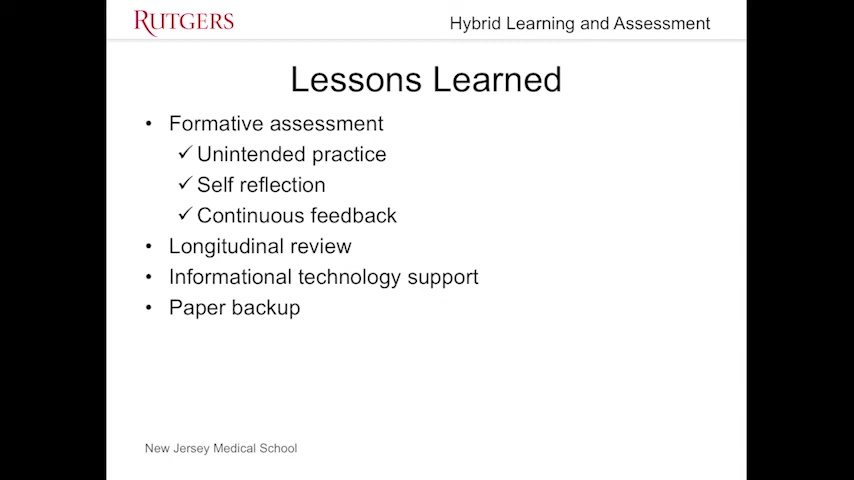 RUTGERS
Hybrid Learning and Assessment
Lessons Learned
• Formative assessment
✓ Unintended practice
✓ Self reflection
✓ Continuous feedback
• Longitudinal review
• Informational technology support
• Paper backup
New Jersey Medical School